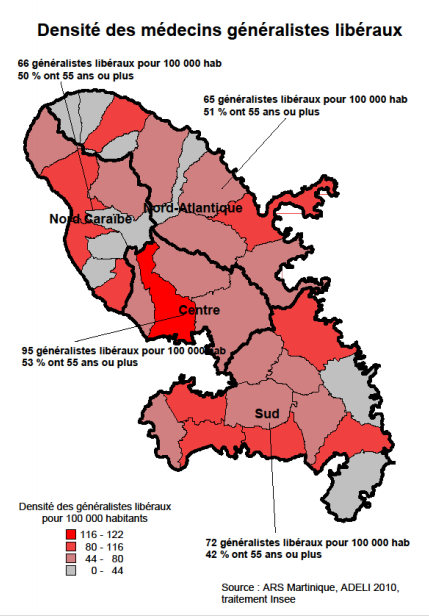 Densité des médecins généralistes libéraux
66 généralistes libéraux pour 100 000 hab
50 % ont 55 ans ou plus
65 généralistes libéraux pour 100 000 hab
51 % ont 55 ans ou plus
Nord-Atlantique
Nord Caraïbe
Centre
95 généralistes libéraux pour 100 000 hab
53 % ont 55 ans ou plus
Sud
Densité des généralistes libéraux
pour 100 000 habitants
116 - 122
80 - 116
44 - 80
0 - 44
72 généralistes libéraux pour 100 000 hab
42 % ont 55 ans ou plus
Source : ARS Martinique, ADELI 2010,
traitement Insee